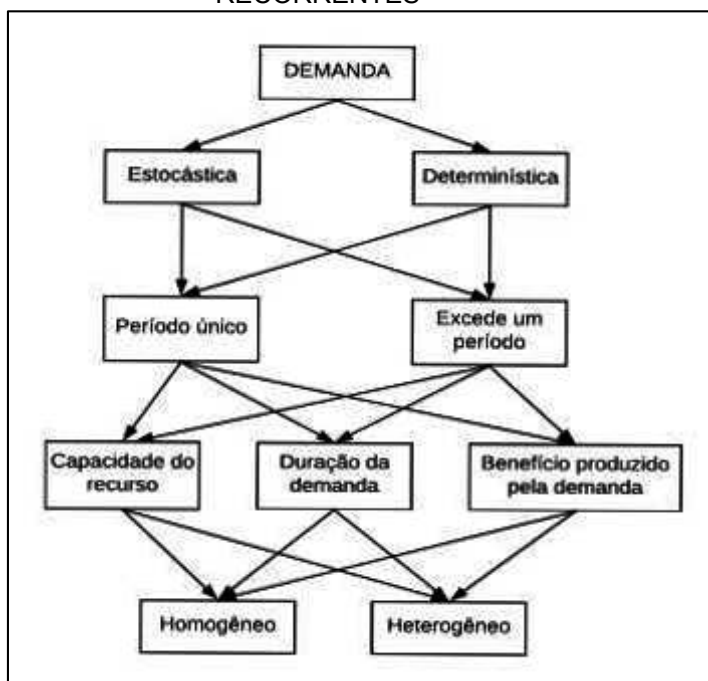 RECORRENTES
DEMANDA
Estocástica
Determinística
Período único
Excede um
período
Capacidade do
recurso
Duração da
demanda
Benefício produzido
pela demanda
Homogêneo
Heterogêneo